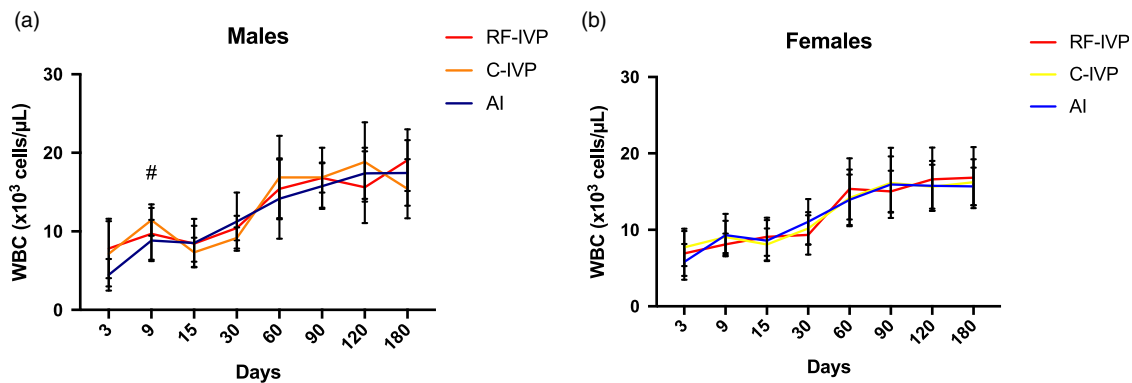 (a)
Males
RF-IVP
C-IVP
AI
WBC (x10³ cells/µL)
30
20
10
0
#
3
9
15
30
60
90
120
180
Days
(b)
Females
RF-IVP
C-IVP
AI
WBC (x10³ cells/µL)
30
20
10
0
3
9
15
30
60
90
120
180
Days